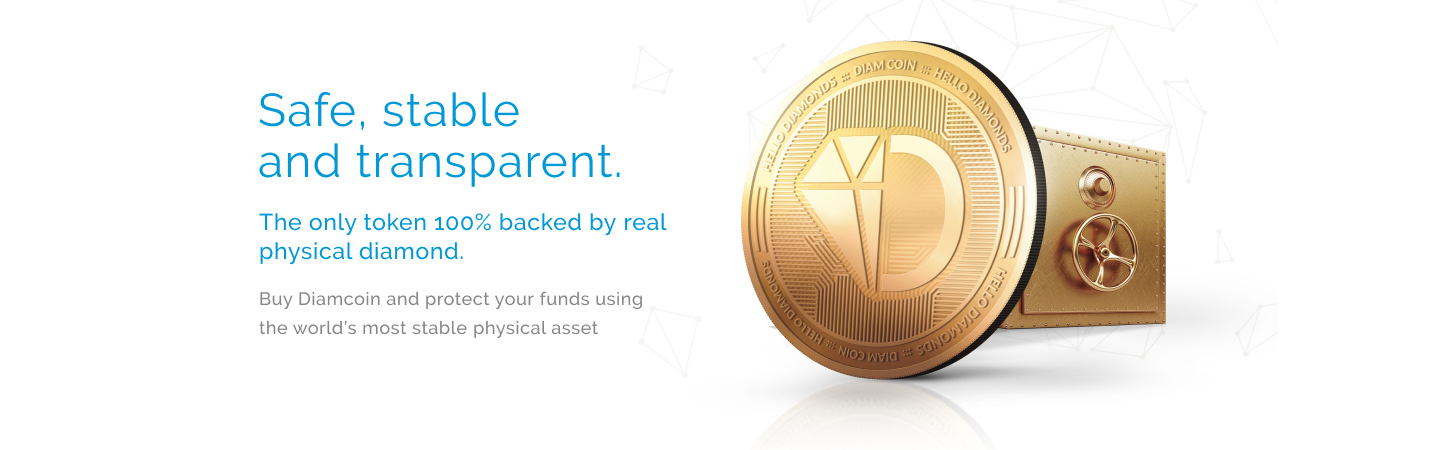 Safe, stable
and transparent.
The only token 100% backed by real
physical diamond.
Buy Diamcoin and protect your funds using
the world's most stable physical asset
HELLO DIAMONDS ::: DIAM COIN ::: HELLO DIAMONDS
D
HELLO DIAMONDS ::: DIAM COIN ::: HELLO DIAMONDS